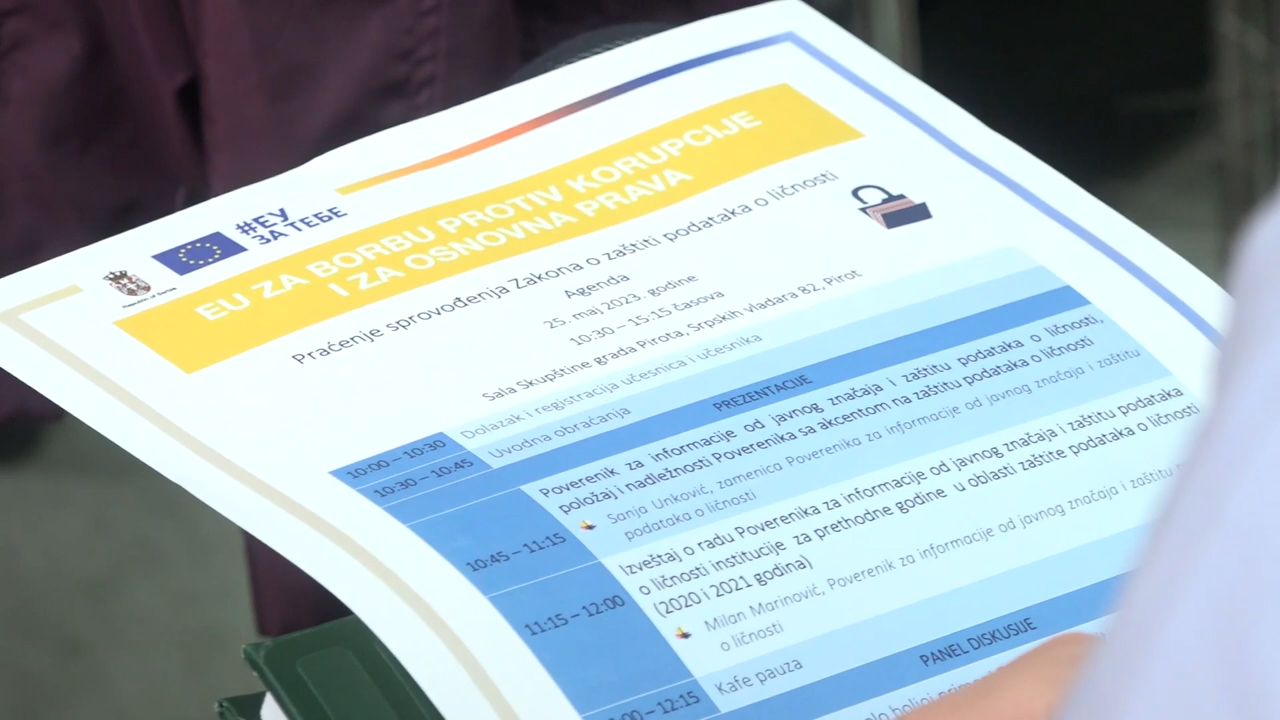 #ЕУ
ЗА ТЕБЕ
Republic of Serbia
EU ZA BORBU PROTIV KORUPCIJE
I ZA OSNOVNA PRAVA
Praćenje sprovođenja Zakona o zaštiti podataka o ličnosti
Agenda
25. maj 2023. godine
10:30 – 15:15 časova
Sala Skupštine grada Pirota, Srpskih vladara 82, Pirot
10:00 – 10:30 Dolazak i registracija učesnica i učesnika
10:30 – 10:45 Uvodna obraćanja
PREZENTACIJE
10:45 – 11:15 Poverenik za informacije od javnog značaja i zaštitu podataka o ličnosti,
položaj i nadležnosti Poverenika sa akcentom na zaštitu podataka o ličnosti
Sanja Unković, zamenica Poverenika za informacije od javnog značaja i zaštitu
podataka o ličnosti
11:15 – 12:00 Izveštaj o radu Poverenika za informacije od javnog značaja i zaštitu podataka
o ličnosti institucije za prethodne godine u oblasti zaštite podataka o ličnosti
(2020 i 2021 godina)
Milan Marinović, Poverenik za informacije od javnog značaja i zaštitu
o ličnosti
:00 – 12:15 Kafe pauza
PANEL DISKUSIJE